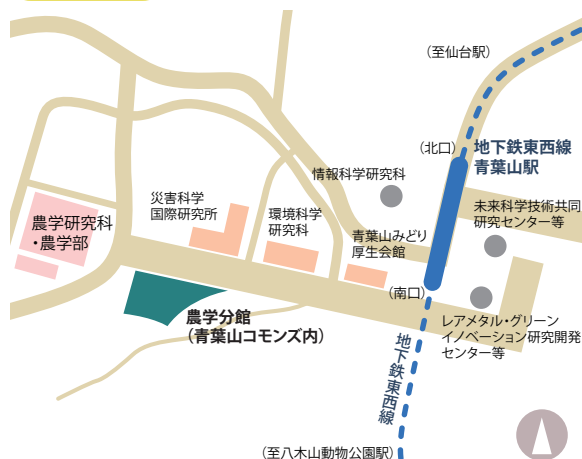 (至仙台駅)
(北口)
地下鉄東西線
青葉山駅
情報科学研究科
災害科学
国際研究所
環境科学
研究科
未来科学技術共同
研究センター等
農学研究科
・農学部
青葉山みどり
厚生会館
(南口)
農学分館
(青葉山コモンズ内)
レアメタル・グリーン
イノベーション研究開発
センター等
地下鉄東西線
(至八木山動物公園駅)